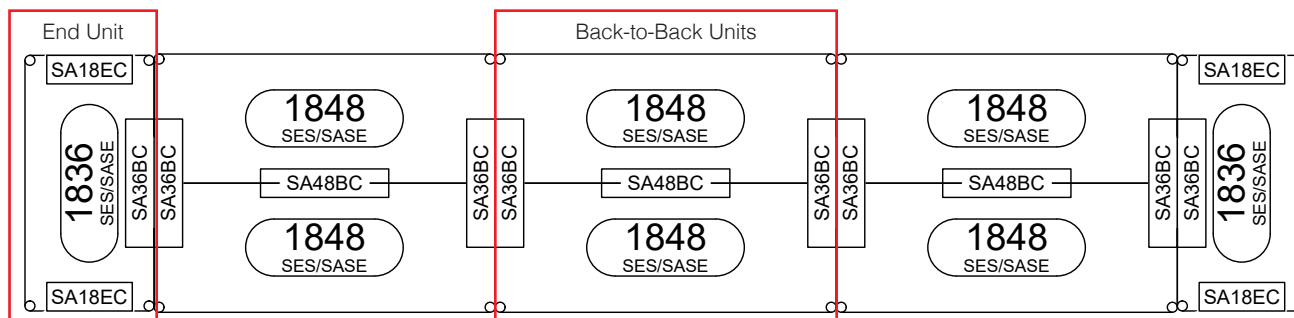 End Unit
Back-to-Back Units
SA18EC
SA18EC
1848
SES/SASE
1848
SES/SASE
1848
SES/SASE
1836
SES/SASE
SA36BC
SA36BC
SA48BC
SA36BC
SA36BC
SA48BC
SA36BC
SA36BC
SA48BC
SA36BC
SA36BC
1836
SES/SASE
1848
SES/SASE
1848
SES/SASE
1848
SES/SASE
SA18EC
SA18EC